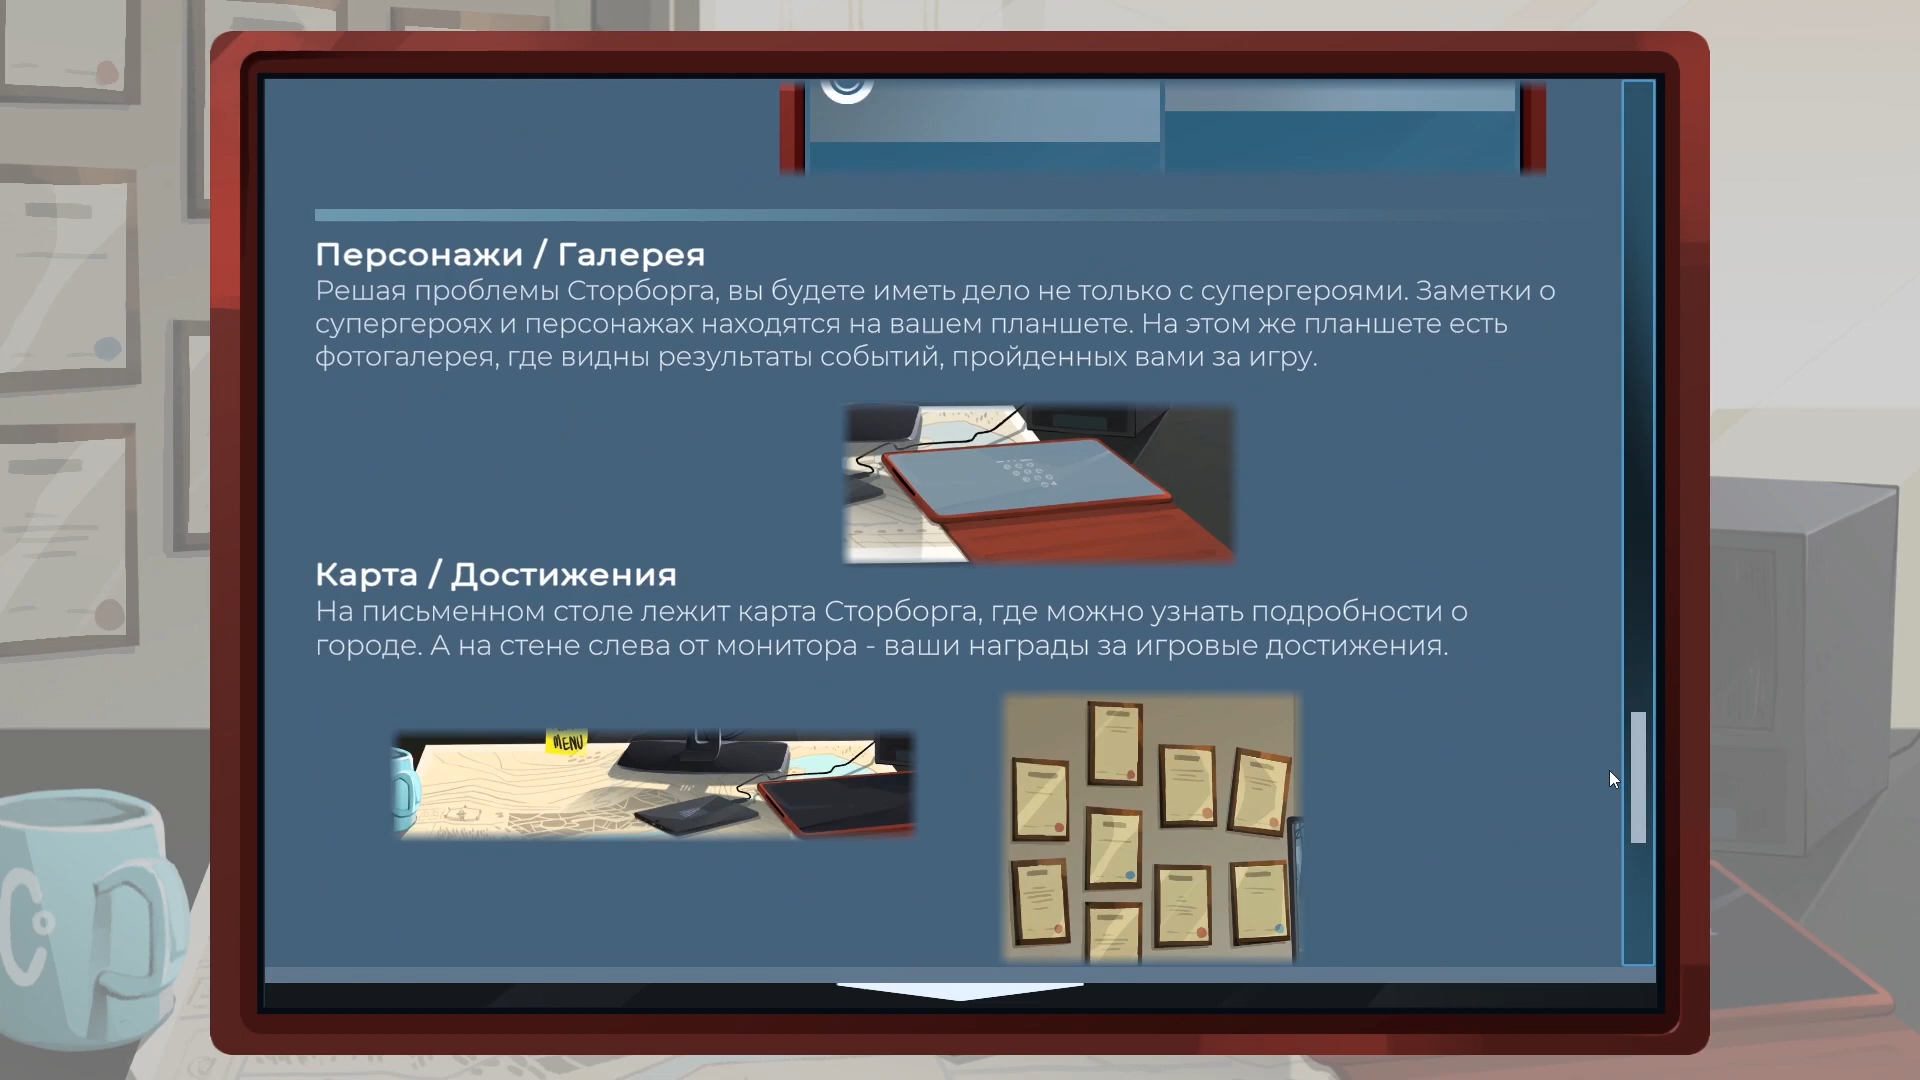 Персонажи / Галерея
Решая проблемы Сторборга, вы будете иметь дело не только с супергероями. Заметки о
супергероях и персонажах находятся на вашем планшете. На этом же планшете есть
фотогалерея, где видны результаты событий, пройденных вами за игру.
Карта / Достижения
На письменном столе лежит карта Сторборга, где можно узнать подробности о
городе. А на стене слева от монитора - ваши награды за игровые достижения.
MENU